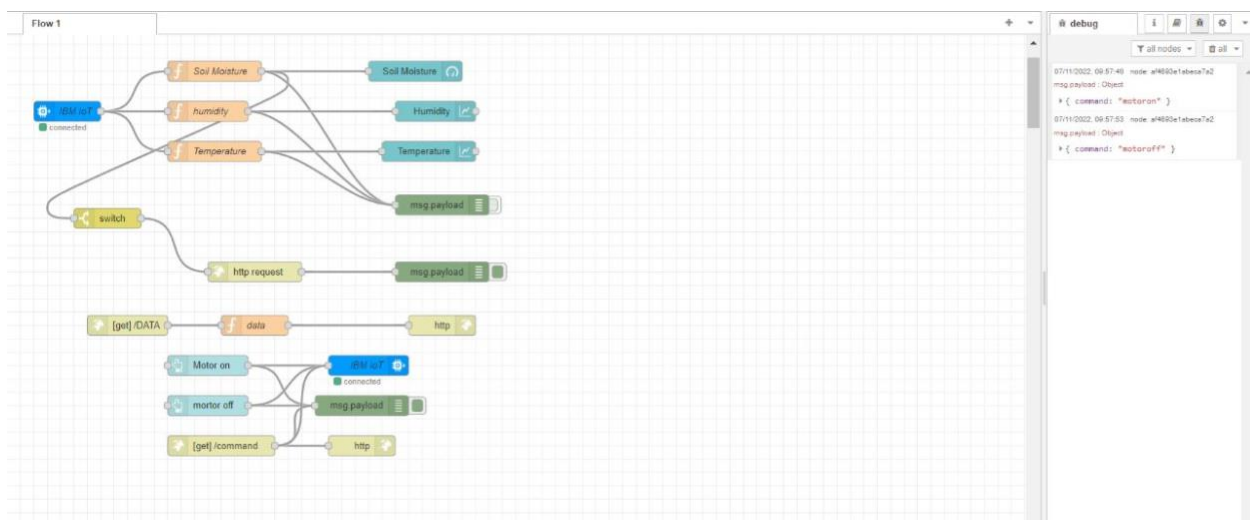 Flow 1
debug
all nodes
all
07/11/2022, 09:57:49 node: af4693e1abeca7a2
msg.payload : Object
{ command: "motoron" }
07/11/2022, 09:57:53 node: af4693e1abeca7a2
msg.payload : Object
{ command: "motoroff" }
Soil Moisture
Soil Moisture
IBM IoT
connected
humidity
Humidity
Temperature
Temperature
msg.payload
switch
http request
msg.payload
[get] /DATA
data
http
Motor on
IBM IoT
connected
mortor off
msg.payload
[get] /command
http